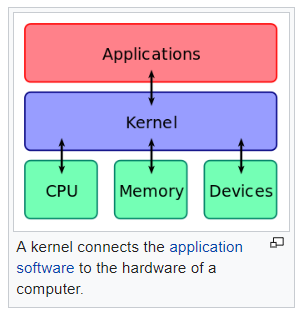 Applications
Kernel
CPU Memory Devices
A kernel connects the application
software to the hardware of a
computer.